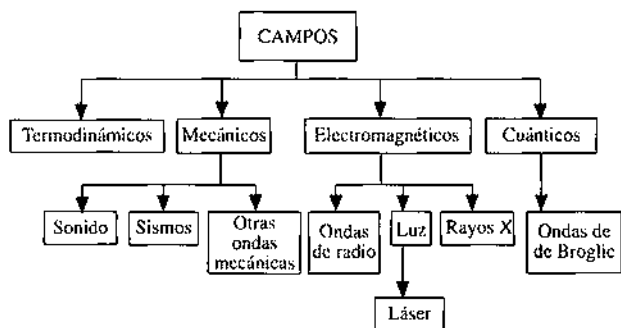 CAMPOS
Termodinámicos
Mecánicos
Electromagnéticos
Cuánticos
Sonido
Sismos
Otras
ondas
mecánicas
Ondas
de radio
Luz
Rayos X
Ondas de
de Broglie
Láser